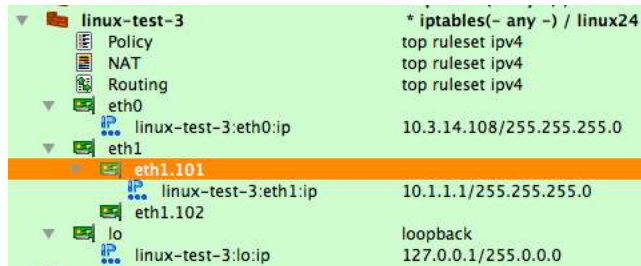 linux-test-3 * iptables(- any -) / linux24
Policy top ruleset ipv4
NAT top ruleset ipv4
Routing top ruleset ipv4
eth0
IP linux-test-3:eth0:ip 10.3.14.108/255.255.255.0
eth1
eth1.101
IP linux-test-3:eth1:ip 10.1.1.1/255.255.255.0
eth1.102
lo loopback
IP linux-test-3:lo:ip 127.0.0.1/255.0.0.0